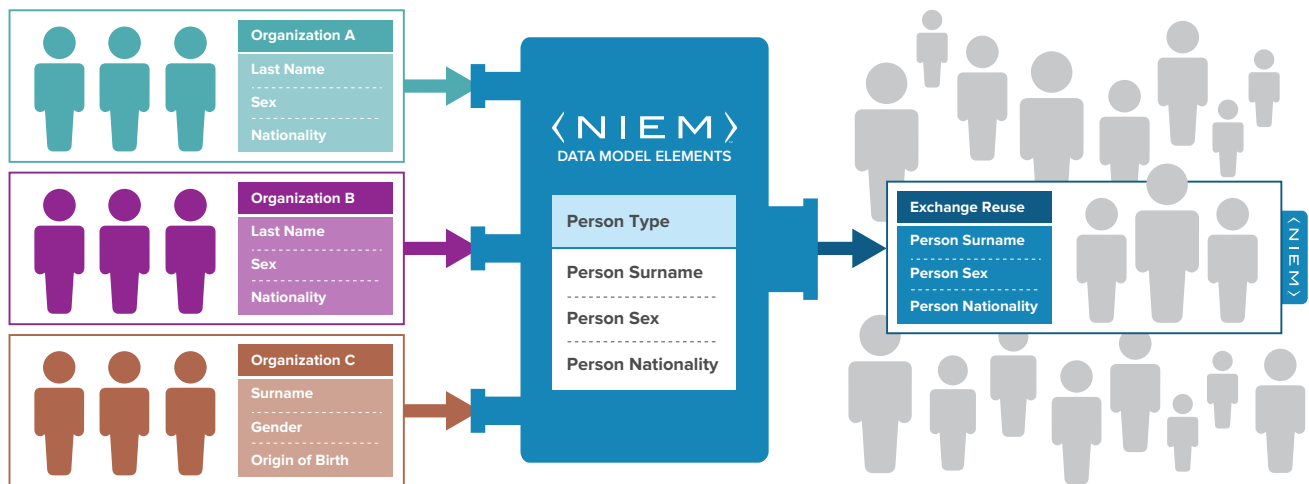 Organization A
Last Name
Sex
Nationality
Organization B
Last Name
Sex
Nationality
Organization C
Surname
Gender
Origin of Birth
〈NIEM〉
DATA MODEL ELEMENTS
Person Type
Person Surname
Person Sex
Person Nationality
Exchange Reuse
Person Surname
Person Sex
Person Nationality
〈NIEM〉